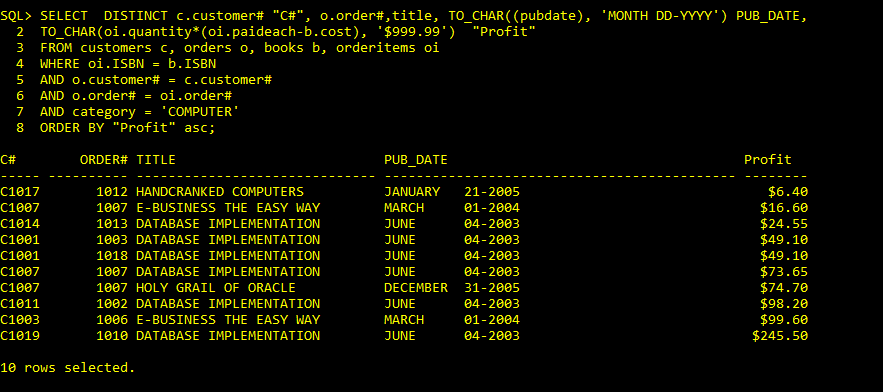 SQL> SELECT  DISTINCT c.customer# "C#", o.order#,title, TO_CHAR((pubdate), 'MONTH DD-YYYY') PUB_DATE,
  2  TO_CHAR(oi.quantity*(oi.paideach-b.cost), '$999.99')  "Profit"
  3  FROM customers c, orders o, books b, orderitems oi
  4  WHERE oi.ISBN = b.ISBN
  5  AND o.customer# = c.customer#
  6  AND o.order# = oi.order#
  7  AND category = 'COMPUTER'
  8  ORDER BY "Profit" asc;
C#        ORDER# TITLE                          PUB_DATE                                     Profit
----- ---------- ------------------------------ -------------------------------------------- --------
C1017       1012 HANDCRANKED COMPUTERS          JANUARY   21-2005                               $6.40
C1007       1007 E-BUSINESS THE EASY WAY        MARCH     01-2004                              $16.60
C1014       1013 DATABASE IMPLEMENTATION        JUNE      04-2003                              $24.55
C1001       1003 DATABASE IMPLEMENTATION        JUNE      04-2003                              $49.10
C1001       1018 DATABASE IMPLEMENTATION        JUNE      04-2003                              $49.10
C1007       1007 DATABASE IMPLEMENTATION        JUNE      04-2003                              $73.65
C1007       1007 HOLY GRAIL OF ORACLE           DECEMBER  31-2005                              $74.70
C1011       1002 DATABASE IMPLEMENTATION        JUNE      04-2003                              $98.20
C1003       1006 E-BUSINESS THE EASY WAY        MARCH     01-2004                              $99.60
C1019       1010 DATABASE IMPLEMENTATION        JUNE      04-2003                             $245.50
10 rows selected.